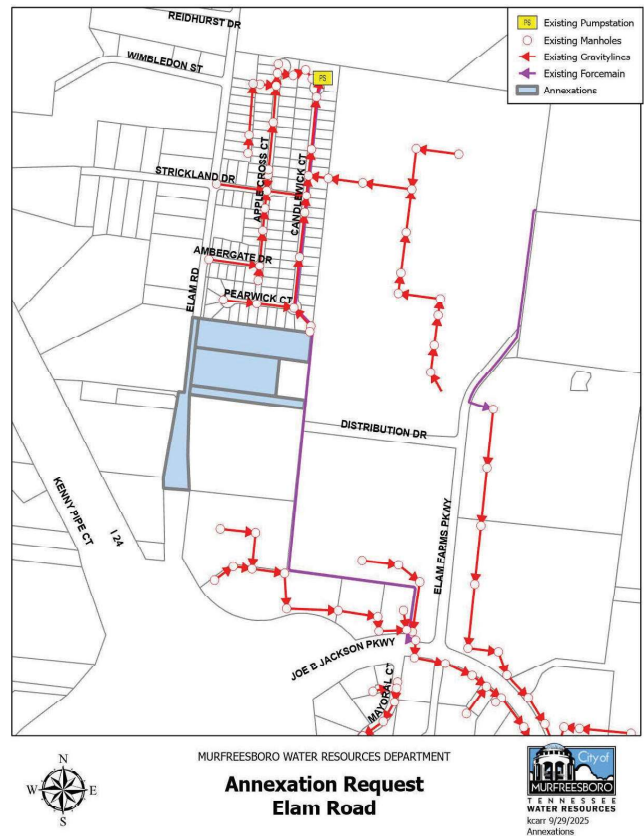 REIDHURST DR
WIMBLEDON ST
STRICKLAND DR
APPLE CROSS CT
CANDLEWICK CT
AMBERGATE DR
PEARWICK CT
ELAM RD
DISTRIBUTION DR
KENNY PIPE CT
I 24
ELAM FARMS PKWY
JOE B JACKSON PKWY
MAYORAL CT
PS
PS Existing Pumpstation
Existing Manholes
Existing Gravitylines
Existing Forcemain
Annexations
MURFREESBORO WATER RESOURCES DEPARTMENT
Annexation Request
Elam Road
N
W E
S
City of
MURFREESBORO
TENNESSEE
WATER RESOURCES
kcarr 9/29/2025
Annexations